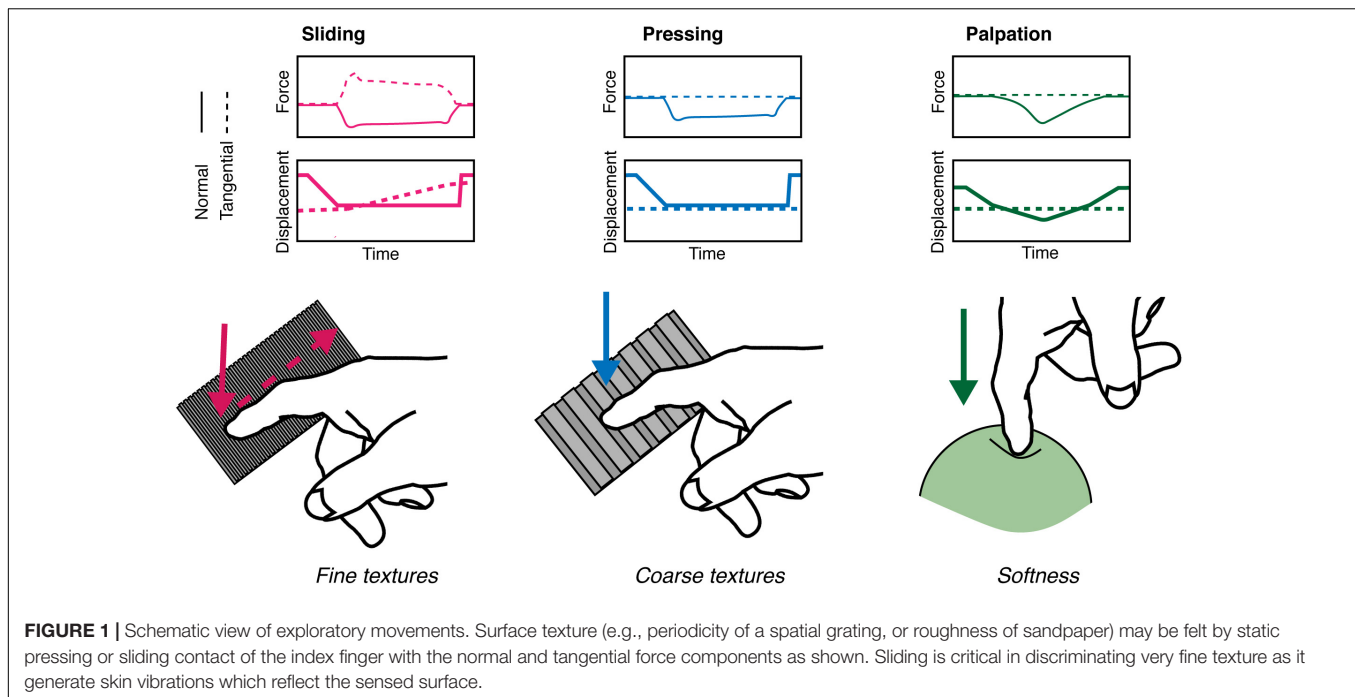 Sliding
Pressing
Palpation
Normal
Tangential
Force
Force
Force
Displacement
Displacement
Displacement
Time
Time
Time
Fine textures
Coarse textures
Softness
FIGURE 1 | Schematic view of exploratory movements. Surface texture (e.g., periodicity of a spatial grating, or roughness of sandpaper) may be felt by static
pressing or sliding contact of the index finger with the normal and tangential force components as shown. Sliding is critical in discriminating very fine texture as it
generate skin vibrations which reflect the sensed surface.